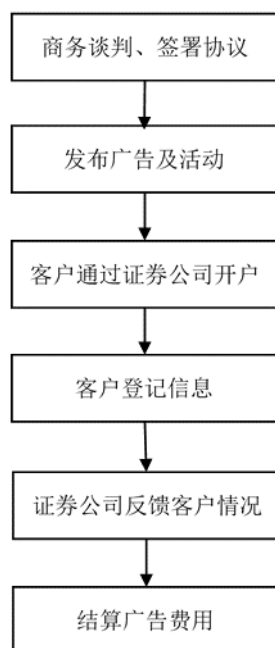 商务谈判、签署协议
发布广告及活动
客户通过证券公司开户
客户登记信息
证券公司反馈客户情况
结算广告费用